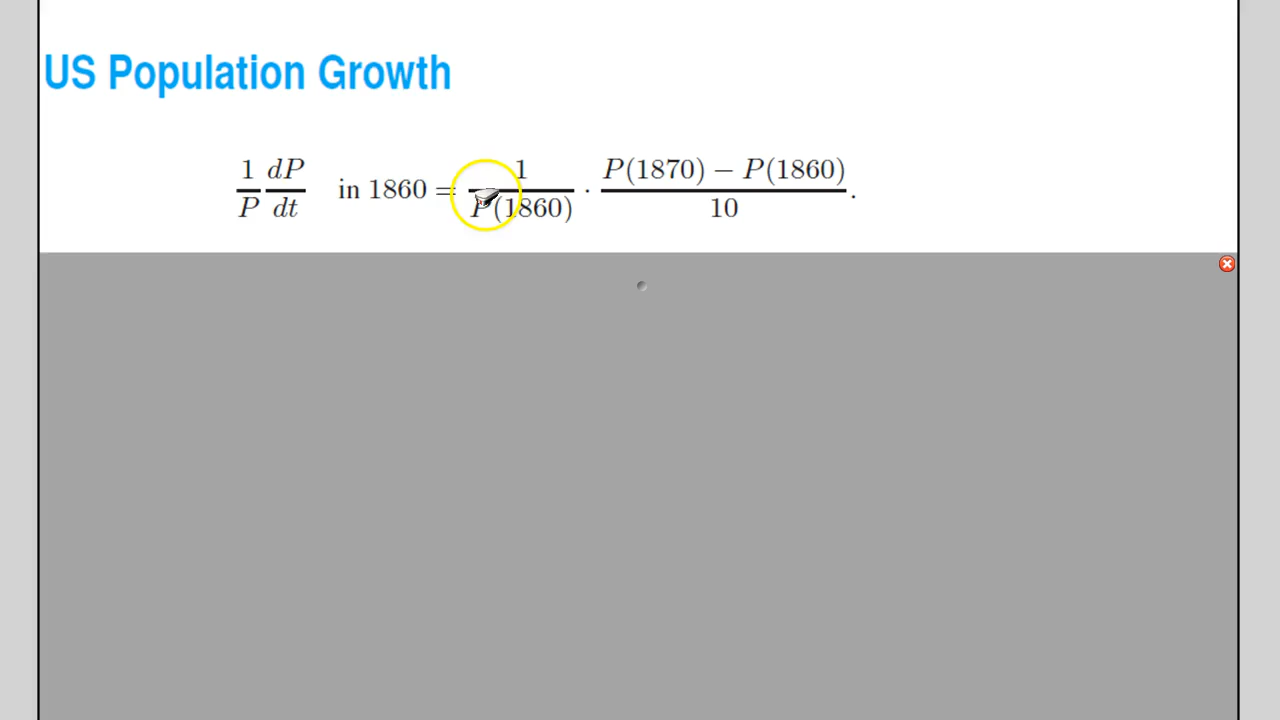 US Population Growth
1/P dP/dt in 1860 = 1/P(1860) · (P(1870) − P(1860))/10.